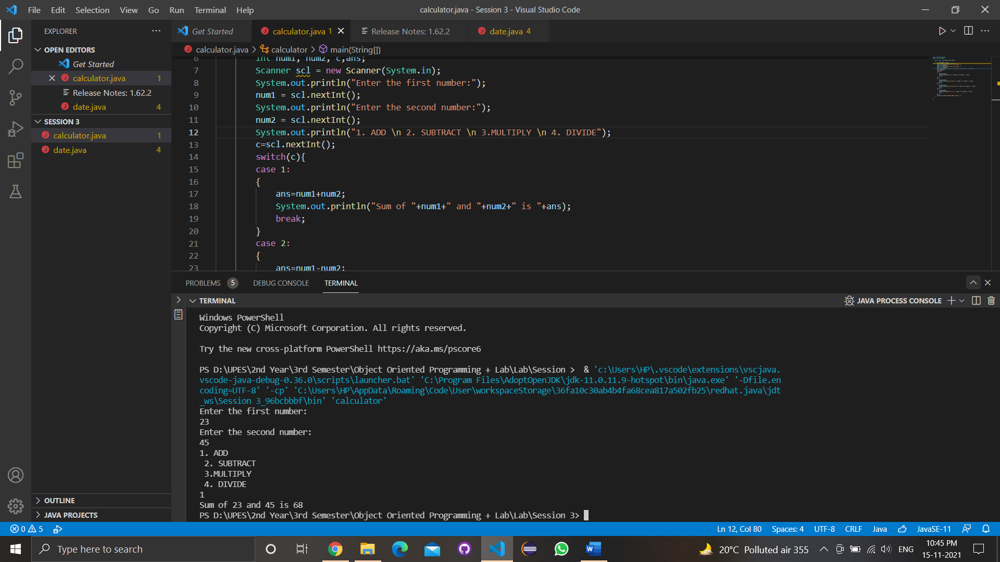 File Edit Selection View Go Run Terminal Help
calculator.java - Session 3 - Visual Studio Code
EXPLORER
OPEN EDITORS
Get Started
calculator.java 1
Release Notes: 1.62.2
date.java 4
SESSION 3
calculator.java 1
date.java 4
OUTLINE
JAVA PROJECTS
Get Started
calculator.java 1
Release Notes: 1.62.2
date.java 4
calculator.java > calculator > main(String[])
6 int num1, num2, c,ans;
7 Scanner scl = new Scanner(System.in);
8 System.out.println("Enter the first number:");
9 num1 = scl.nextInt();
10 System.out.println("Enter the second number:");
11 num2 = scl.nextInt();
12 System.out.println("1. ADD \n 2. SUBTRACT \n 3.MULTIPLY \n 4. DIVIDE");
13 c=scl.nextInt();
14 switch(c){
15 case 1:
16 {
17 ans=num1+num2;
18 System.out.println("Sum of "+num1+" and "+num2+" is "+ans);
19 break;
20 }
21 case 2:
22 {
23 ans=num1-num2;
PROBLEMS 5 DEBUG CONSOLE TERMINAL
TERMINAL
JAVA PROCESS CONSOLE
Windows PowerShell
Copyright (C) Microsoft Corporation. All rights reserved.
Try the new cross-platform PowerShell https://aka.ms/pscore6
PS D:\UPES\2nd Year\3rd Semester\Object Oriented Programming + Lab\Lab\Session > & 'c:\Users\HP\.vscode\extensions\vscjava.
vscode-java-debug-0.36.0\scripts\launcher.bat' 'C:\Program Files\AdoptOpenJDK\jdk-11.0.11.9-hotspot\bin\java.exe' '-Dfile.en
coding=UTF-8' '-cp' 'C:\Users\HP\AppData\Roaming\Code\User\workspaceStorage\36fa10c30ab4b4fa68cea817a502fb25\redhat.java\jdt
_ws\Session 3_96bcbbbf\bin' 'calculator'
Enter the first number:
23
Enter the second number:
45
1. ADD
2. SUBTRACT
3.MULTIPLY
4. DIVIDE
1
Sum of 23 and 45 is 68
PS D:\UPES\2nd Year\3rd Semester\Object Oriented Programming + Lab\Lab\Session 3>
0 5
Ln 12, Col 80 Spaces: 4 UTF-8 CRLF Java JavaSE-11
Type here to search
20°C Polluted air 355
ENG
10:45 PM
15-11-2021